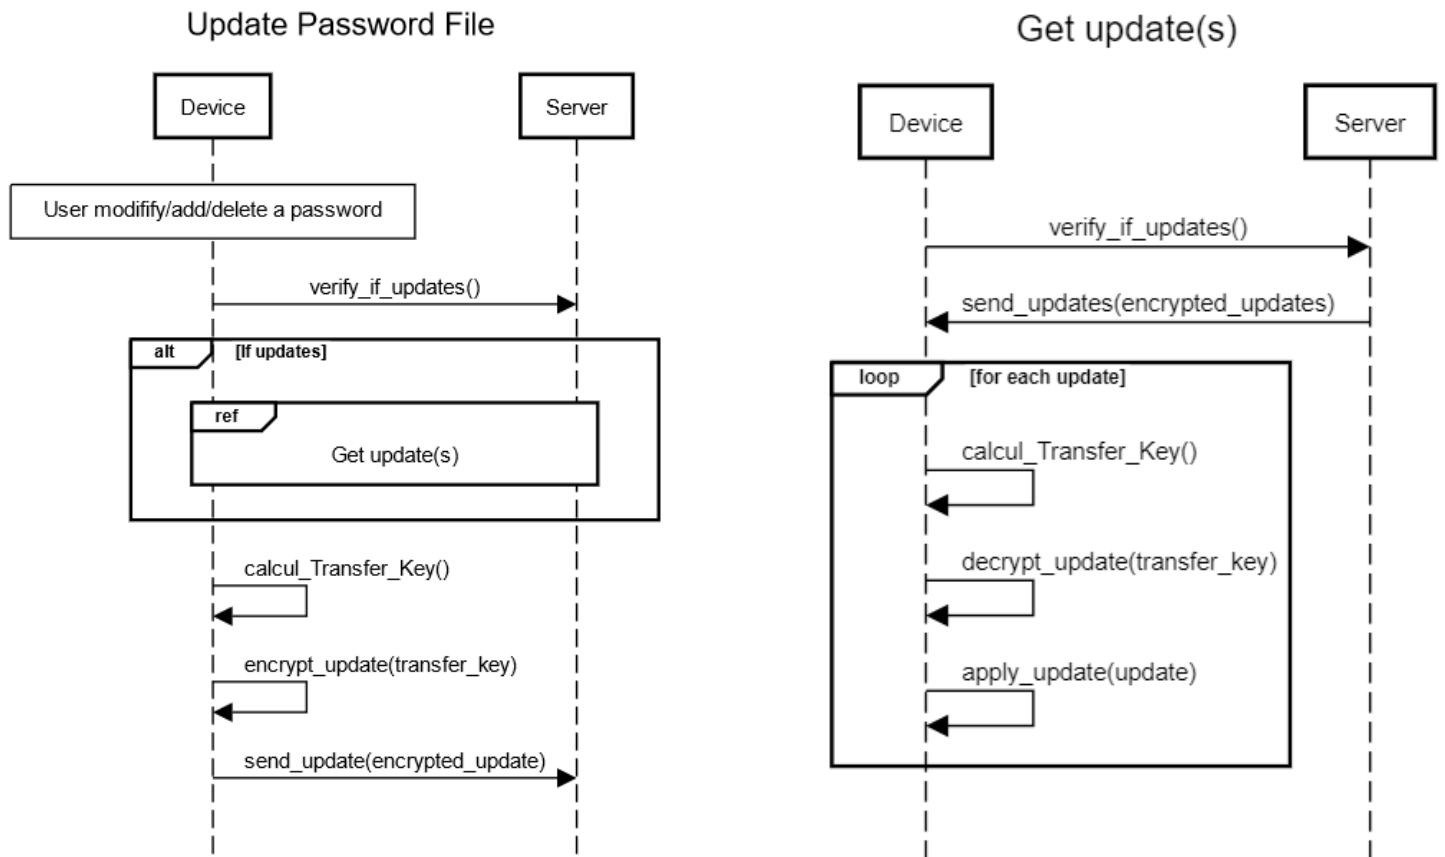 Update Password File
Device
Server
User modifify/add/delete a password
verify_if_updates()
alt
[If updates]
ref
Get update(s)
calcul_Transfer_Key()
encrypt_update(transfer_key)
send_update(encrypted_update)
Get update(s)
Device
Server
verify_if_updates()
send_updates(encrypted_updates)
loop
[for each update]
calcul_Transfer_Key()
decrypt_update(transfer_key)
apply_update(update)